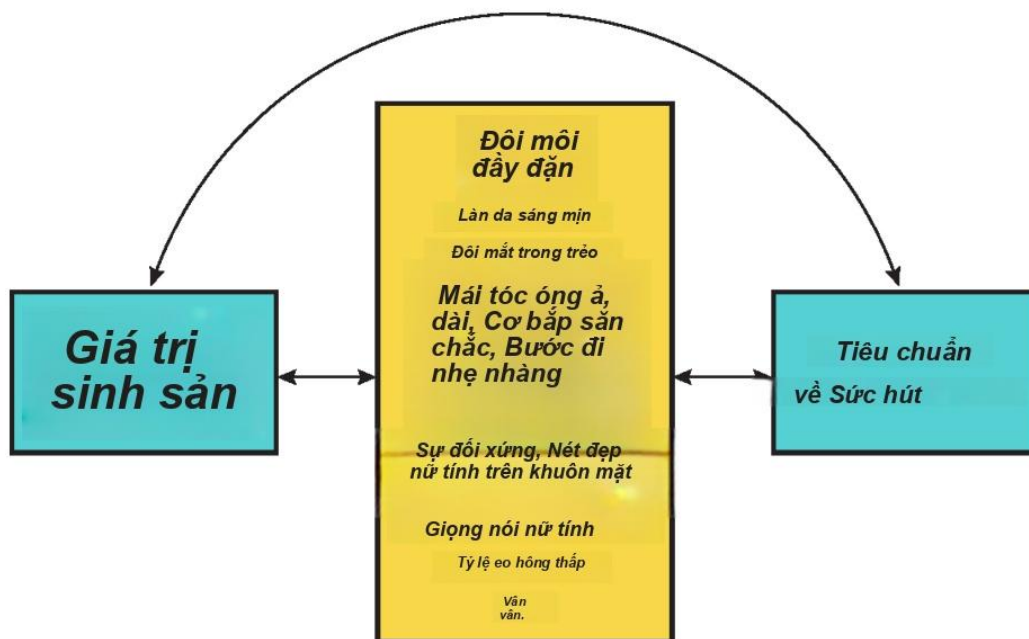 Giá trị
sinh sản
Đôi môi
đầy đặn
Làn da sáng mịn
Đôi mắt trong trẻo
Mái tóc óng ả,
dài, Cơ bắp săn
chắc, Bước đi
nhẹ nhàng
Sự đối xứng, Nét đẹp
nữ tính trên khuôn mặt
Giọng nói nữ tính
Tỷ lệ eo hông thấp
Vân
vân.
Tiêu chuẩn
về Sức hút